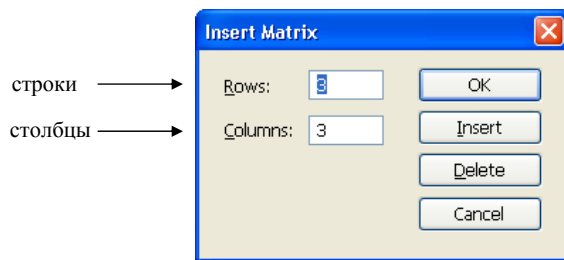 Insert Matrix
строки Rows: 3 OK
столбцы Columns: 3 Insert
Delete
Cancel